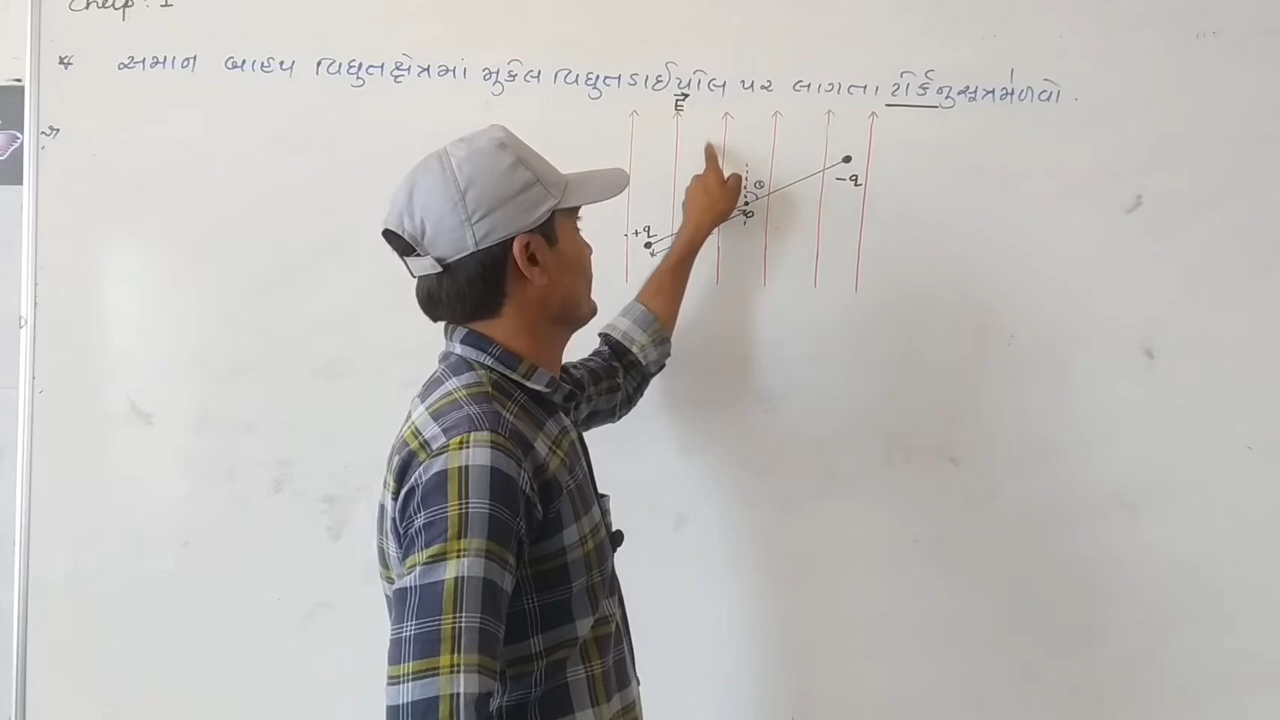 Chap : 1
* સમાન બાહ્ય વિદ્યુતક્ષેત્રમાં મુકેલ વિદ્યુતડાઈપોલ પર લાગતા ટોર્કનુ સૂત્ર મેળવો .
E
θ
-q
+q